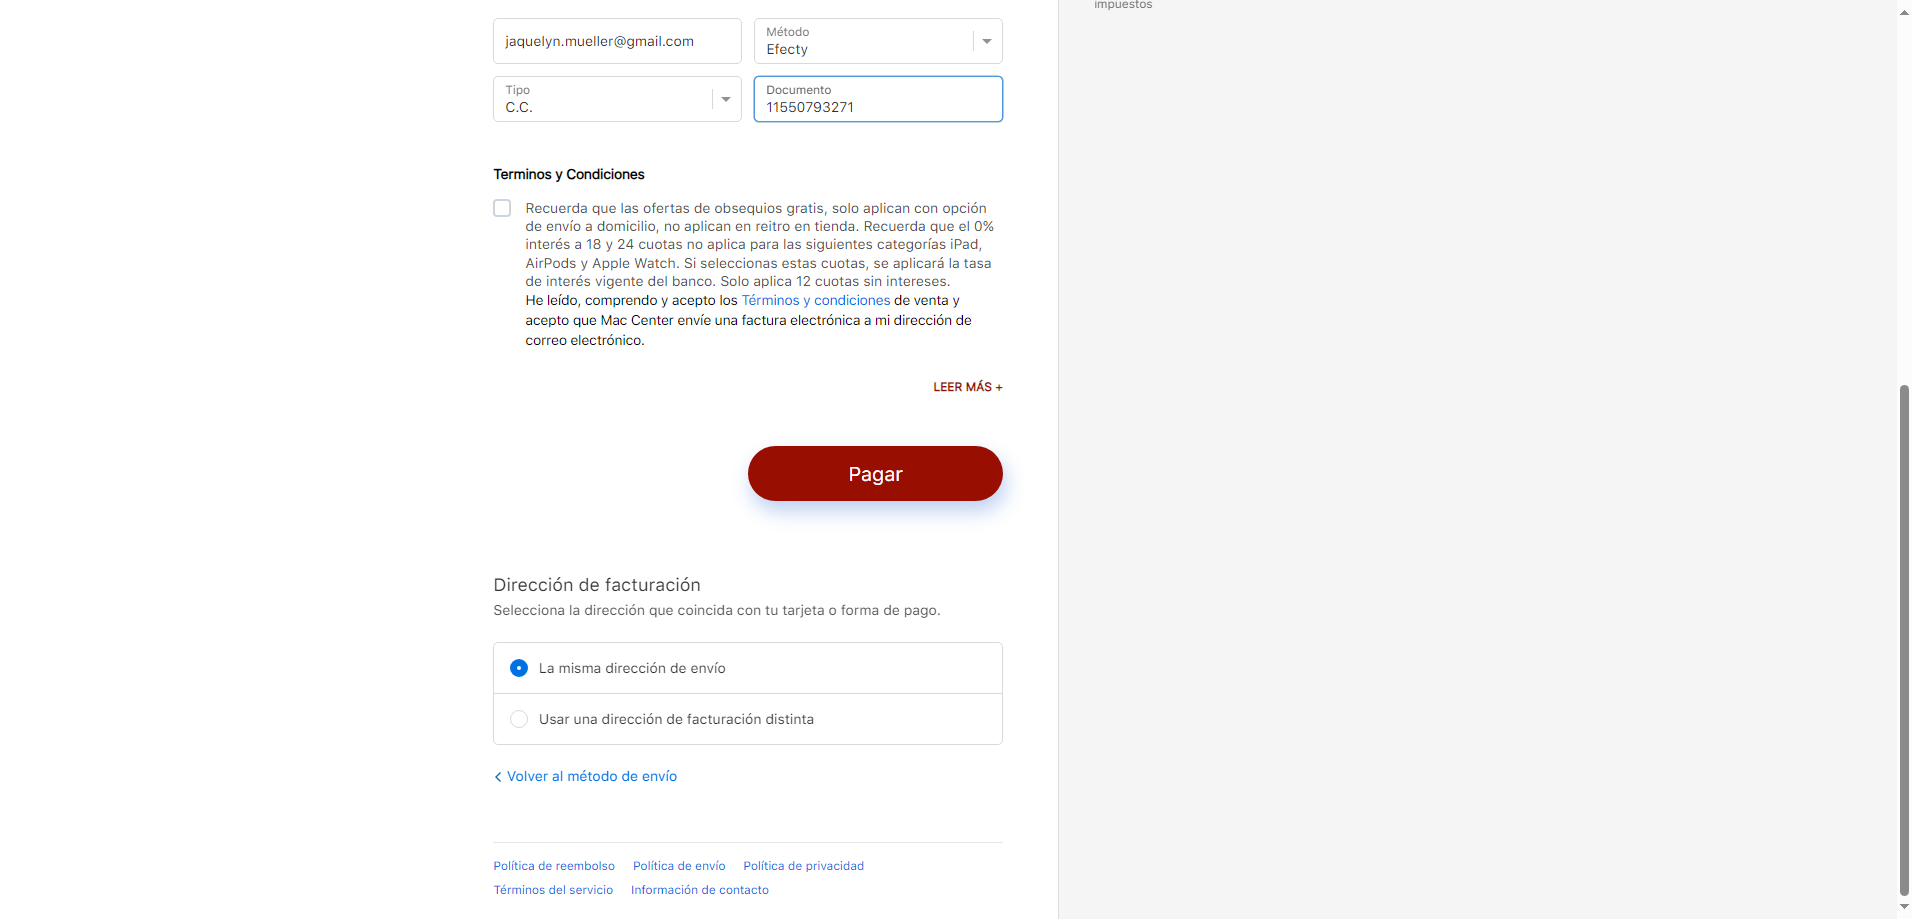 impuestos
jaquelyn.mueller@gmail.com
Método
Efecty
Tipo
C.C.
Documento
11550793271
Terminos y Condiciones
Recuerda que las ofertas de obsequios gratis, solo aplican con opción
de envío a domicilio, no aplican en reitro en tienda. Recuerda que el 0%
interés a 18 y 24 cuotas no aplica para las siguientes categorías iPad,
AirPods y Apple Watch. Si seleccionas estas cuotas, se aplicará la tasa
de interés vigente del banco. Solo aplica 12 cuotas sin intereses.
He leído, comprendo y acepto los Términos y condiciones de venta y
acepto que Mac Center envíe una factura electrónica a mi dirección de
correo electrónico.
LEER MÁS +
Pagar
Dirección de facturación
Selecciona la dirección que coincida con tu tarjeta o forma de pago.
La misma dirección de envío
Usar una dirección de facturación distinta
Volver al método de envío
Política de reembolso Política de envío Política de privacidad
Términos del servicio Información de contacto